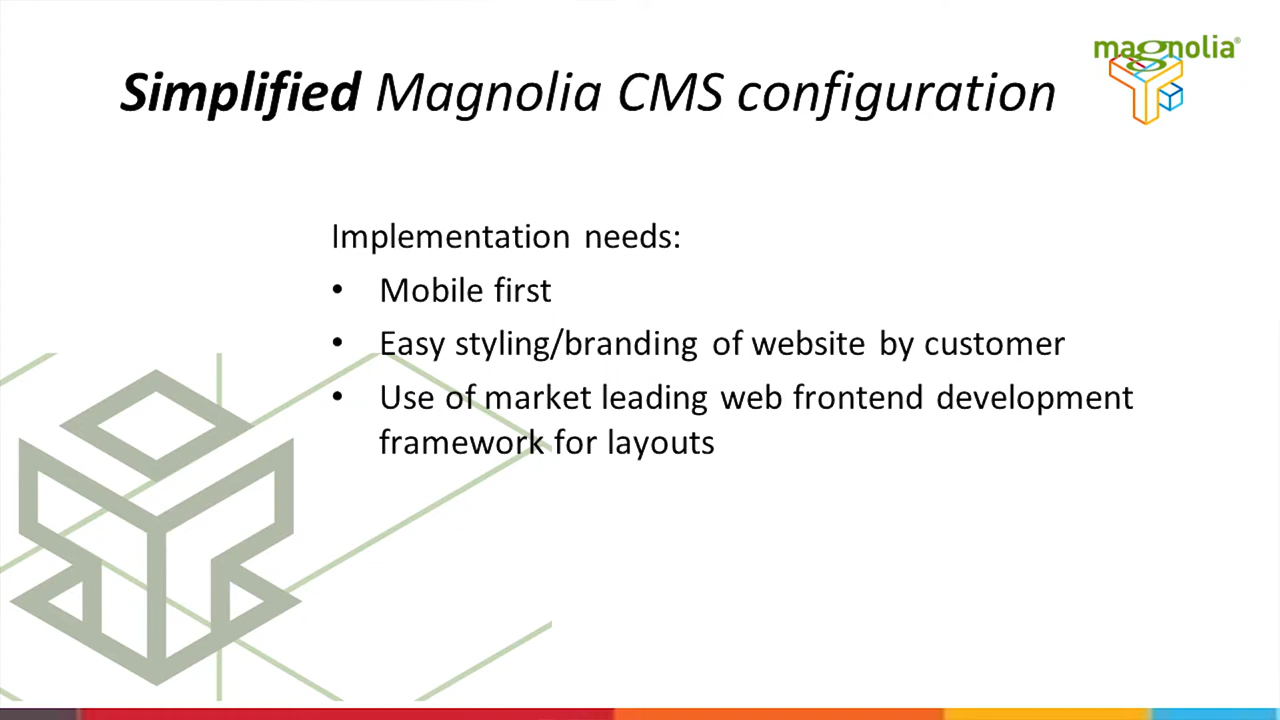 magnolia®
Simplified Magnolia CMS configuration
Implementation needs:
• Mobile first
• Easy styling/branding of website by customer
• Use of market leading web frontend development
framework for layouts